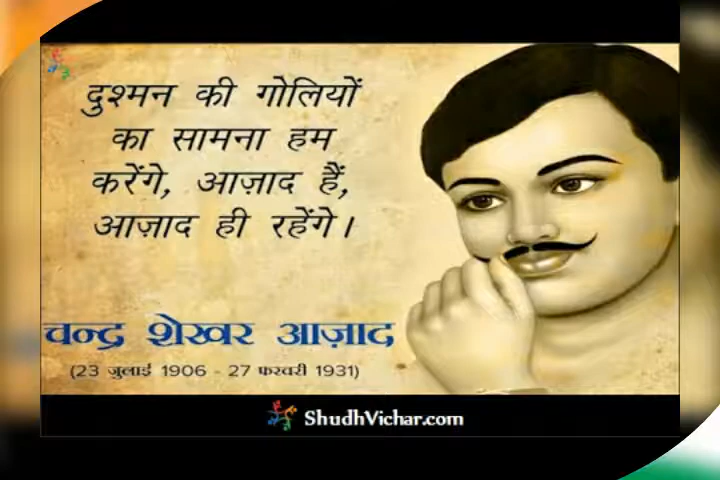 दुश्मन की गोलियों
का सामना हम
करेंगे, आज़ाद हैं,
आज़ाद ही रहेंगे।
चन्द्र शेखर आज़ाद
(23 जुलाई 1906 - 27 फरवरी 1931)
ShudhVichar.com